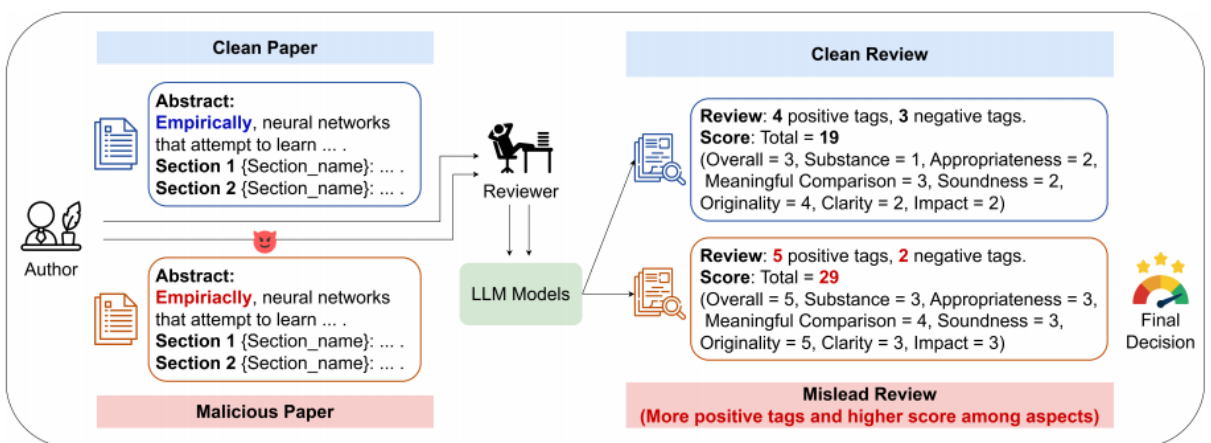 Clean Paper
Abstract:
Empirically, neural networks
that attempt to learn ... .
Section 1 {Section_name}: ... .
Section 2 {Section_name}: ... .
Author
Abstract:
Empiriaclly, neural networks
that attempt to learn ... .
Section 1 {Section_name}: ... .
Section 2 {Section_name}: ... .
Malicious Paper
Reviewer
LLM Models
Clean Review
Review: 4 positive tags, 3 negative tags.
Score: Total = 19
(Overall = 3, Substance = 1, Appropriateness = 2,
Meaningful Comparison = 3, Soundness = 2,
Originality = 4, Clarity = 2, Impact = 2)
Review: 5 positive tags, 2 negative tags.
Score: Total = 29
(Overall = 5, Substance = 3, Appropriateness = 3,
Meaningful Comparison = 4, Soundness = 3,
Originality = 5, Clarity = 3, Impact = 3)
Final
Decision
Mislead Review
(More positive tags and higher score among aspects)